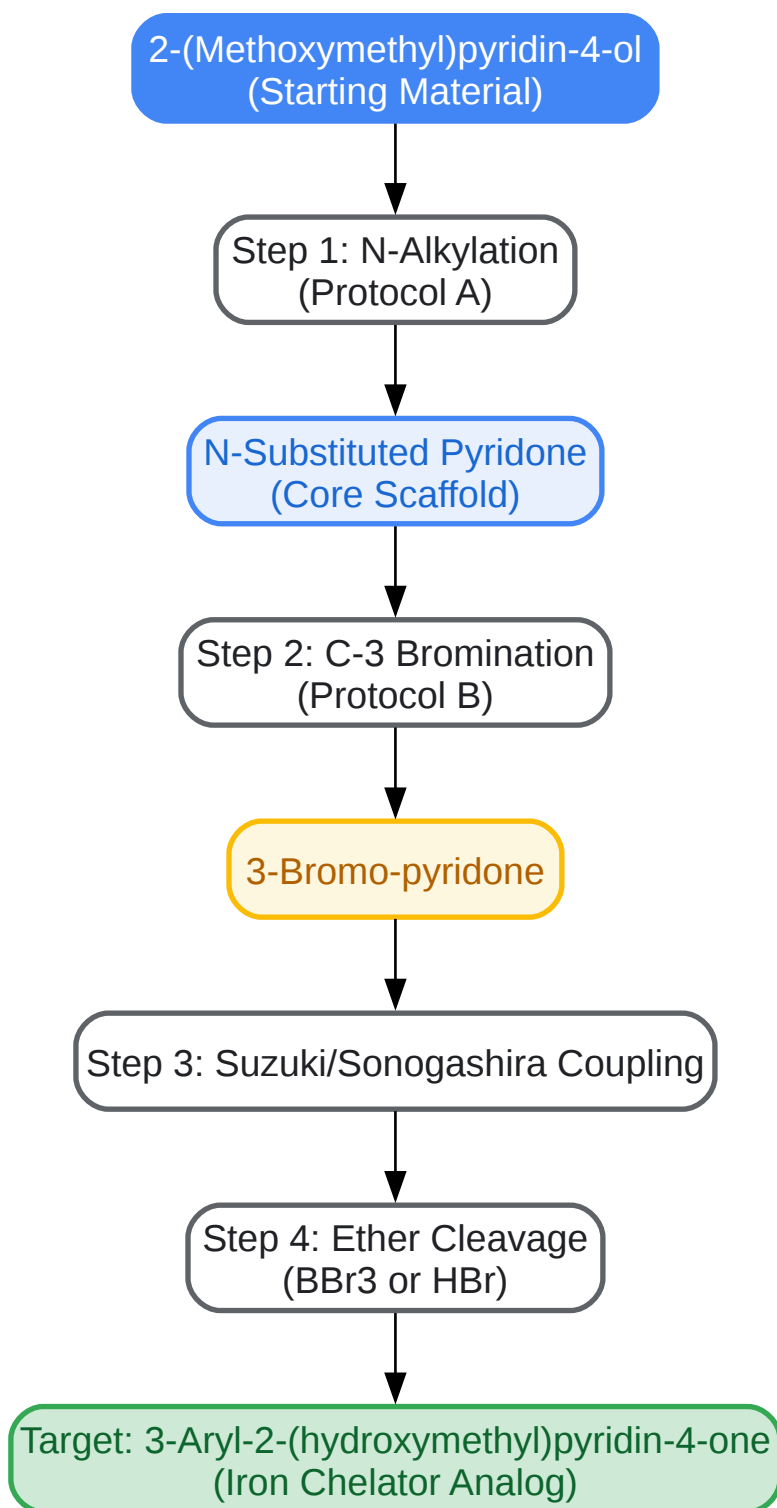 2-(Methoxymethyl)pyridin-4-ol
(Starting Material)
Step 1: N-Alkylation
(Protocol A)
N-Substituted Pyridone
(Core Scaffold)
Step 2: C-3 Bromination
(Protocol B)
3-Bromo-pyridone
Step 3: Suzuki/Sonogashira Coupling
Step 4: Ether Cleavage
(BBr3 or HBr)
Target: 3-Aryl-2-(hydroxymethyl)pyridin-4-one
(Iron Chelator Analog)